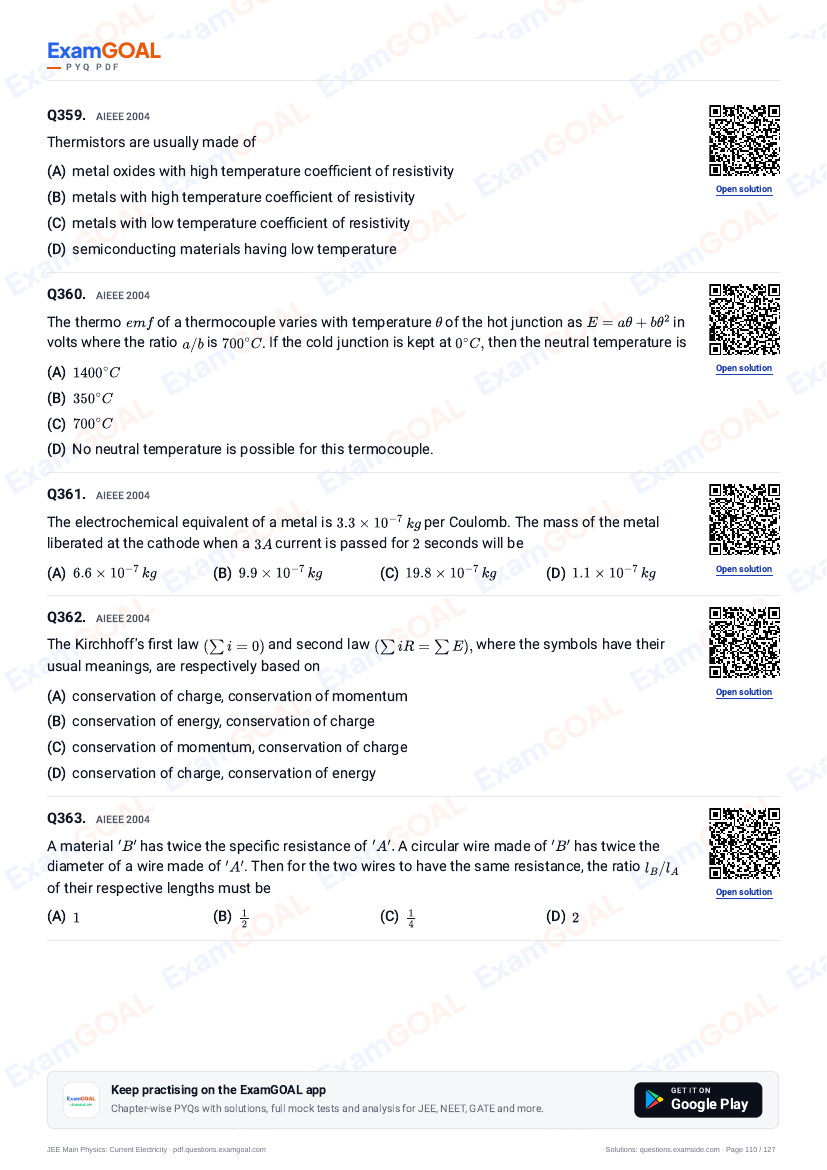 ExamGOAL
PYQ PDF
Q359. AIEEE 2004
Thermistors are usually made of
(A) metal oxides with high temperature coefficient of resistivity
(B) metals with high temperature coefficient of resistivity
(C) metals with low temperature coefficient of resistivity
(D) semiconducting materials having low temperature
Open solution
Q360. AIEEE 2004
The thermo emf of a thermocouple varies with temperature θ of the hot junction as E = aθ + bθ² in
volts where the ratio a/b is 700°C. If the cold junction is kept at 0°C, then the neutral temperature is
(A) 1400°C
(B) 350°C
(C) 700°C
(D) No neutral temperature is possible for this termocouple.
Open solution
Q361. AIEEE 2004
The electrochemical equivalent of a metal is 3.3 × 10⁻⁷ kg per Coulomb. The mass of the metal
liberated at the cathode when a 3A current is passed for 2 seconds will be
(A) 6.6 × 10⁻⁷ kg (B) 9.9 × 10⁻⁷ kg (C) 19.8 × 10⁻⁷ kg (D) 1.1 × 10⁻⁷ kg
Open solution
Q362. AIEEE 2004
The Kirchhoff's first law (∑ i = 0) and second law (∑ iR = ∑ E), where the symbols have their
usual meanings, are respectively based on
(A) conservation of charge, conservation of momentum
(B) conservation of energy, conservation of charge
(C) conservation of momentum, conservation of charge
(D) conservation of charge, conservation of energy
Open solution
Q363. AIEEE 2004
A material 'B' has twice the specific resistance of 'A'. A circular wire made of 'B' has twice the
diameter of a wire made of 'A'. Then for the two wires to have the same resistance, the ratio l_B/l_A
of their respective lengths must be
(A) 1 (B) 1/2 (C) 1/4 (D) 2
Open solution
ExamGOAL
Keep practising on the ExamGOAL app
Chapter-wise PYQs with solutions, full mock tests and analysis for JEE, NEET, GATE and more.
GET IT ON
Google Play
JEE Main Physics: Current Electricity · pdf.questions.examgoal.com
Solutions: questions.examside.com · Page 110 / 127